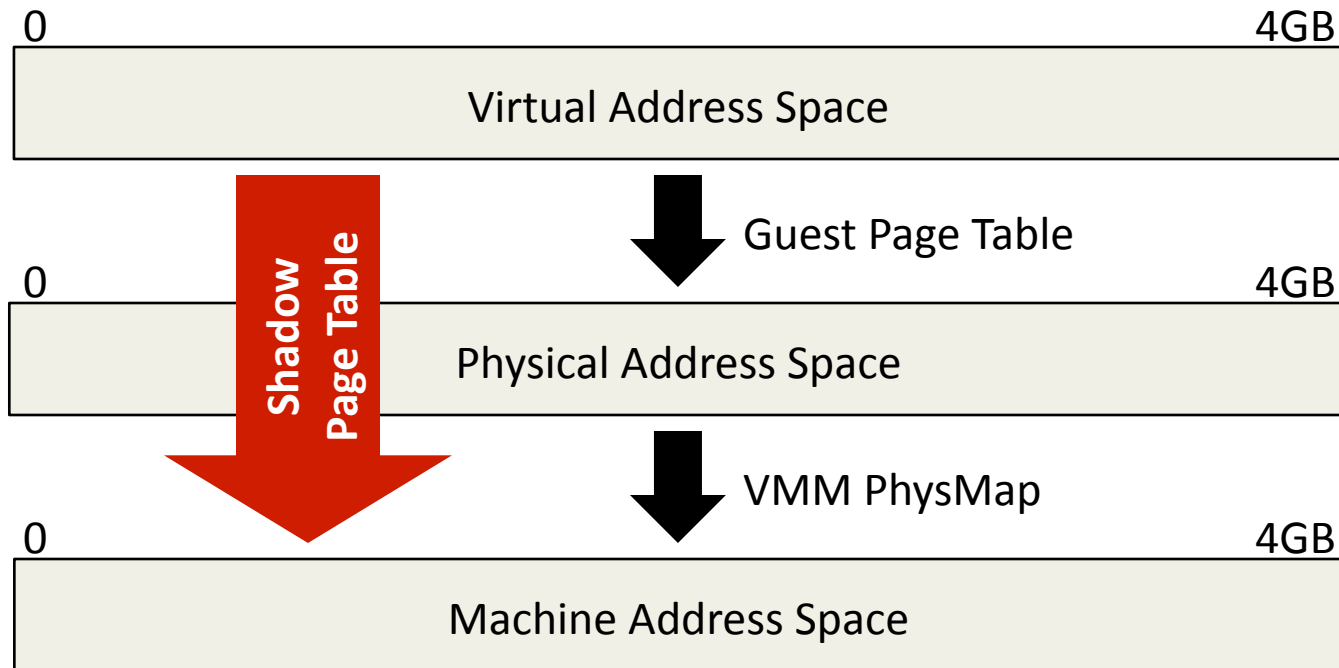 0 4GB
Virtual Address Space
Guest Page Table
0 4GB
Shadow
Page Table
Physical Address Space
VMM PhysMap
0 4GB
Machine Address Space